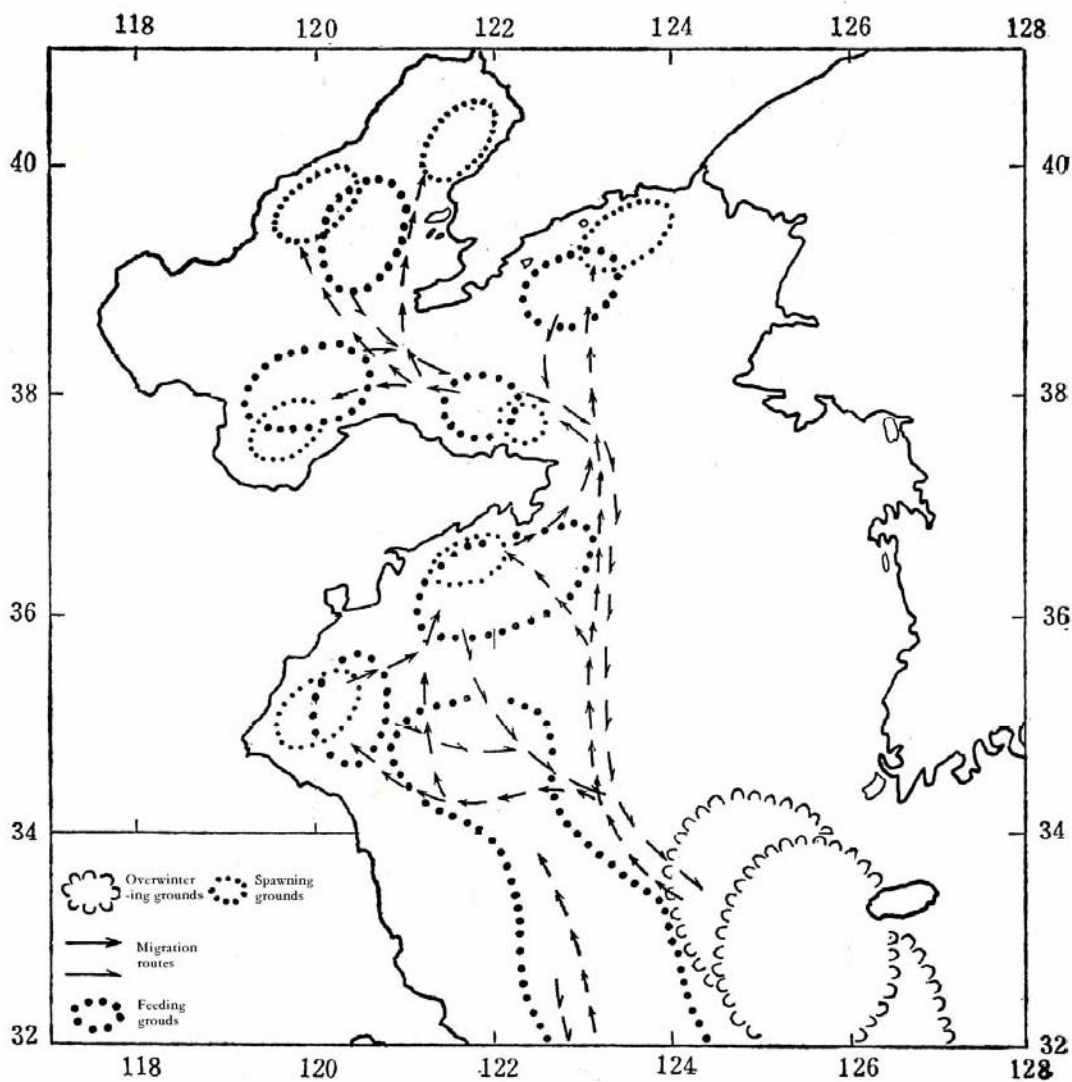 118 120 122 124 126 128
40 40
38 38
36 36
34 34
Overwinter
-ing grounds
Spawning
grounds
Migration
routes
Feeding
grouds
32 32
118 120 122 124 126 128